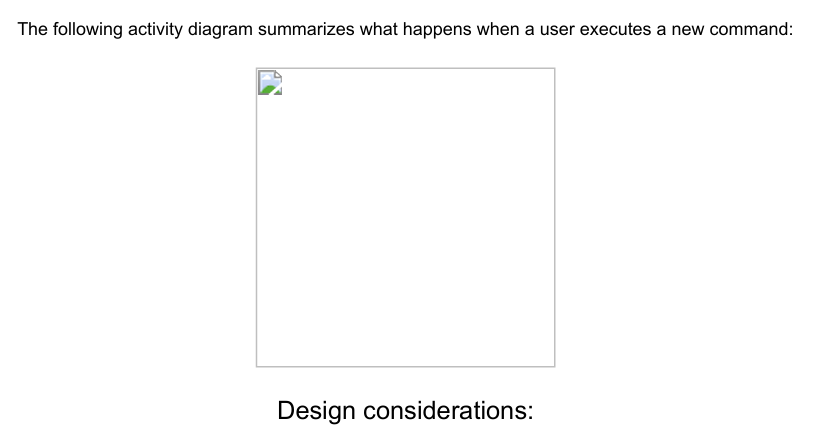 The following activity diagram summarizes what happens when a user executes a new command:
Design considerations: